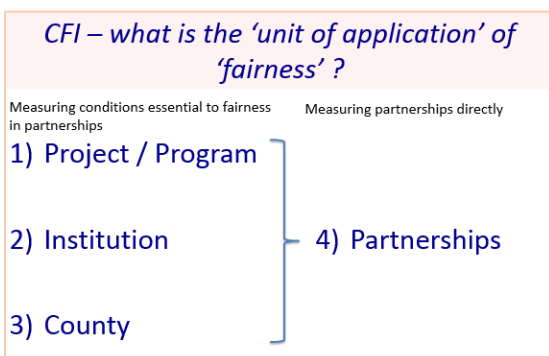 CFI – what is the ‘unit of application’ of
‘fairness’ ?
Measuring conditions essential to fairness
in partnerships
Measuring partnerships directly
1) Project / Program
2) Institution
3) County
4) Partnerships